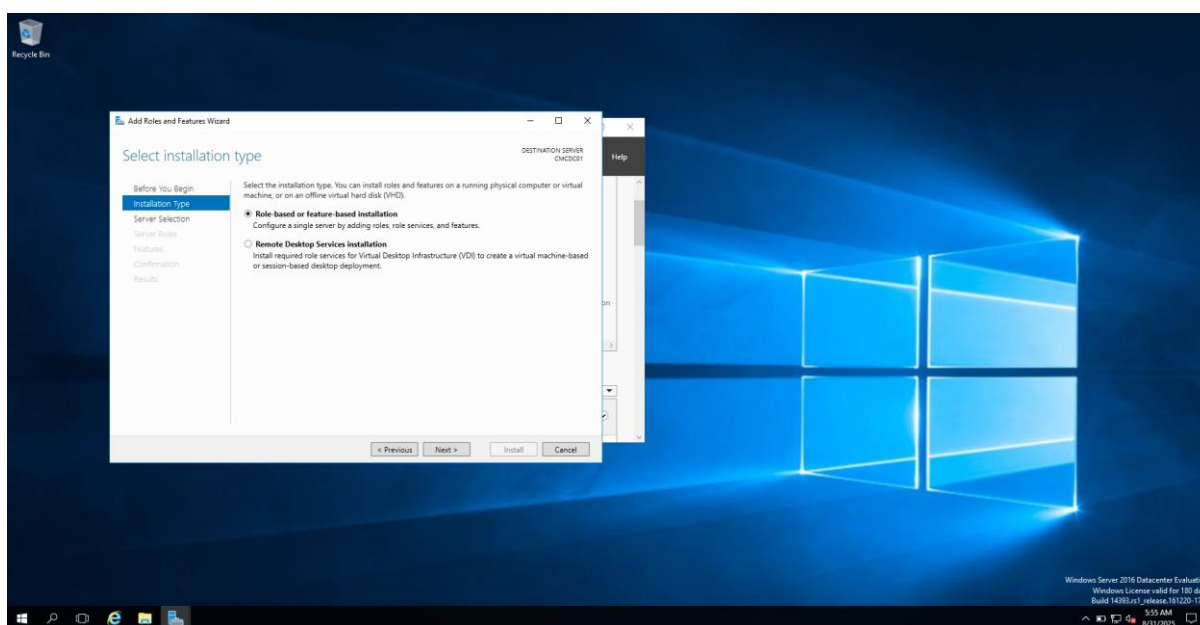 Recycle Bin
Add Roles and Features Wizard
Select installation type
DESTINATION SERVER
CMCDC01
Help
Before You Begin
Installation Type
Server Selection
Server Roles
Features
Confirmation
Results
Select the installation type. You can install roles and features on a running physical computer or virtual
machine, or on an offline virtual hard disk (VHD).
Role-based or feature-based installation
Configure a single server by adding roles, role services, and features.
Remote Desktop Services installation
Install required role services for Virtual Desktop Infrastructure (VDI) to create a virtual machine-based
or session-based desktop deployment.
on
< Previous
Next >
Install
Cancel
Windows Server 2016 Datacenter Evaluati
Windows License valid for 180 da
Build 14393.rs1_release.161220-17
5:55 AM
8/31/2025